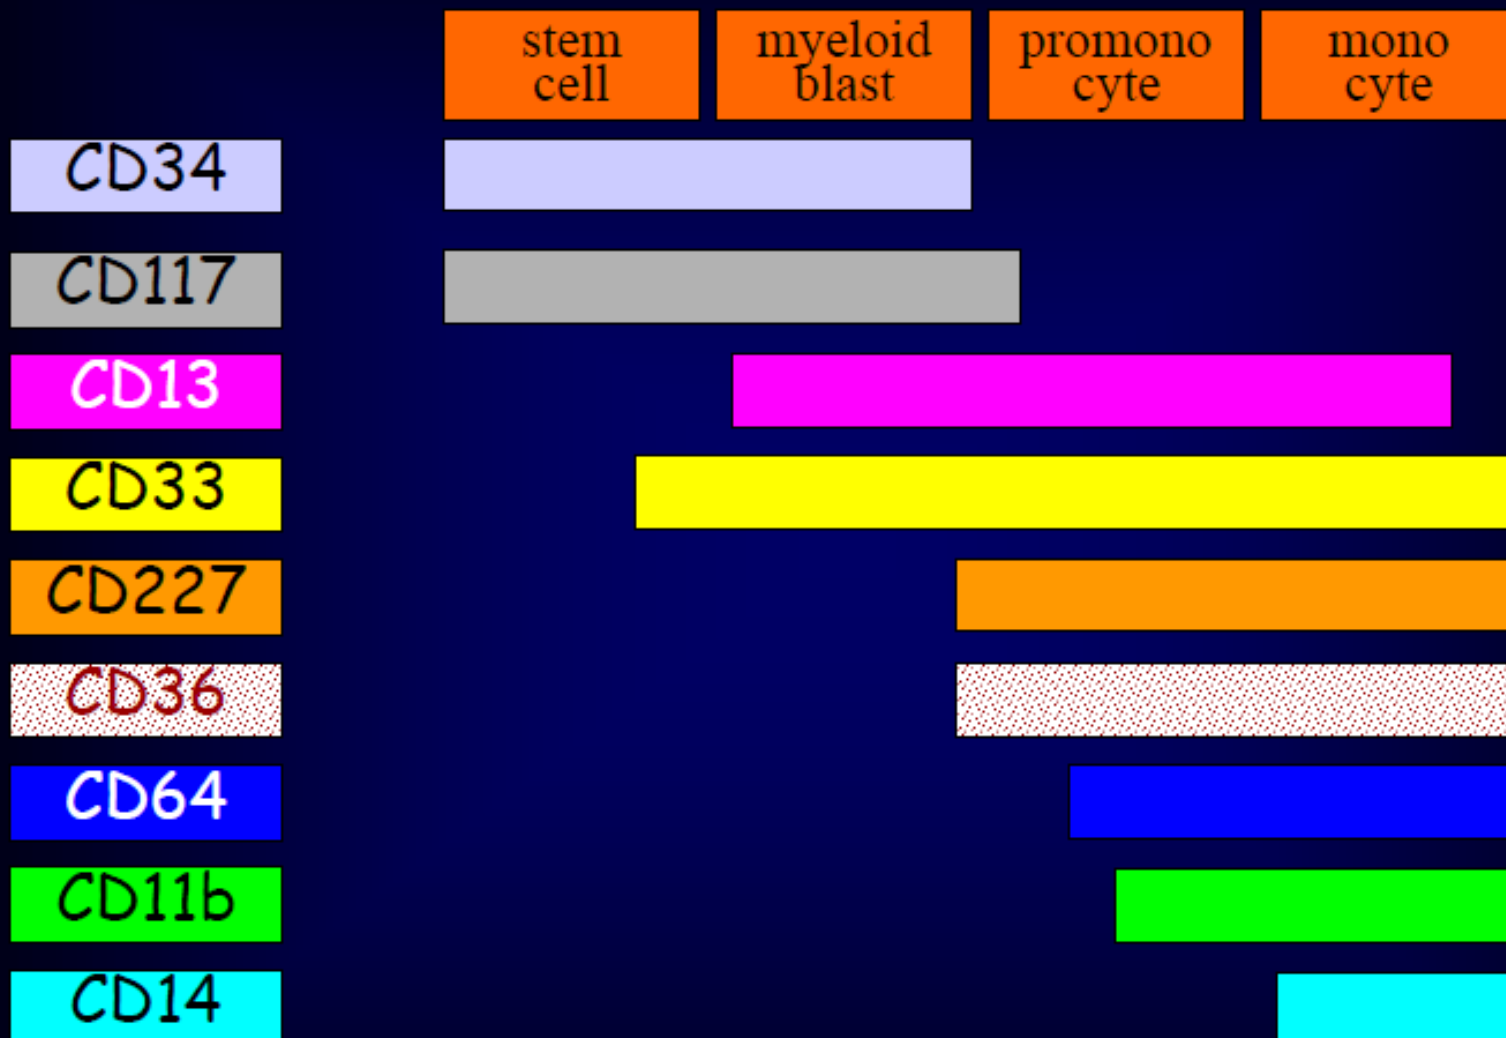 stem
cell
myeloid
blast
promono
cyte
mono
cyte
CD34
CD117
CD13
CD33
CD227
CD36
CD64
CD11b
CD14